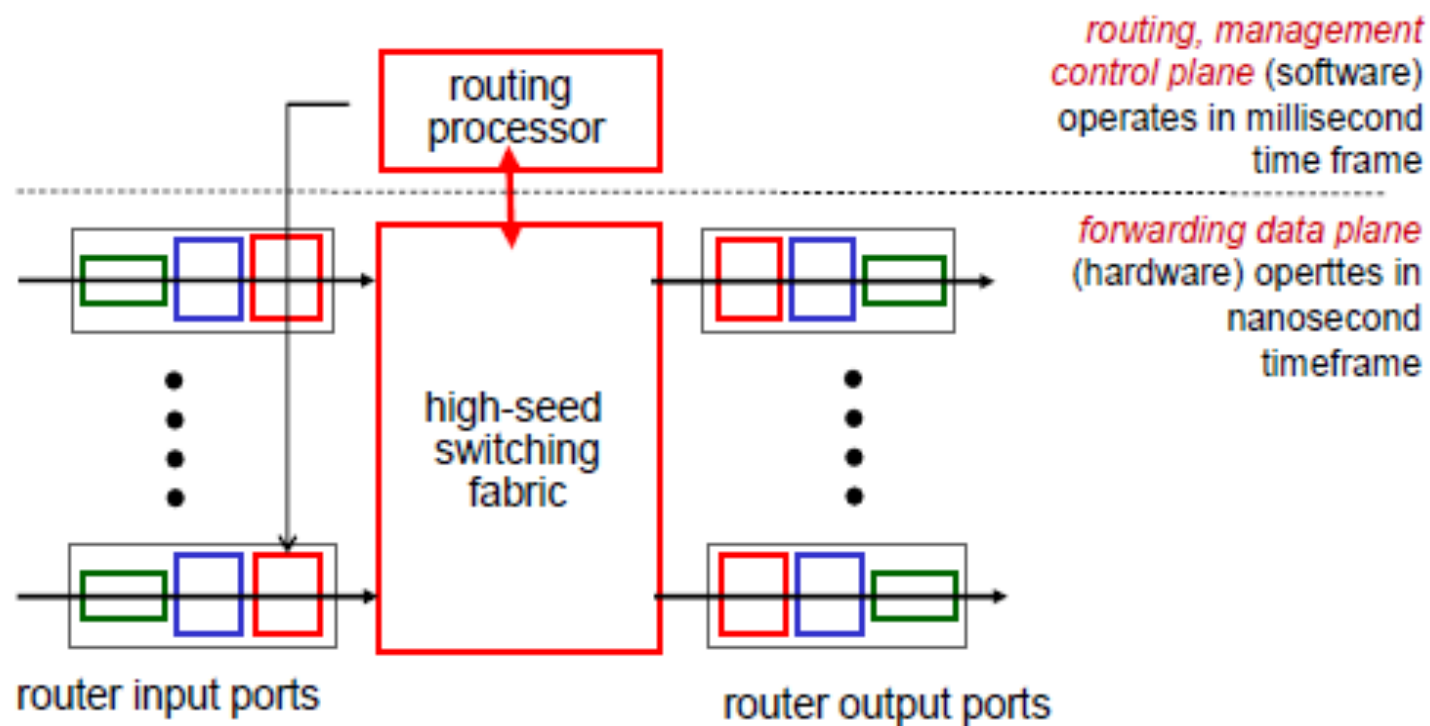 routing, management
control plane (software)
operates in millisecond
time frame
routing
processor
forwarding data plane
(hardware) operttes in
nanosecond
timeframe
high-seed
switching
fabric
router input ports
router output ports